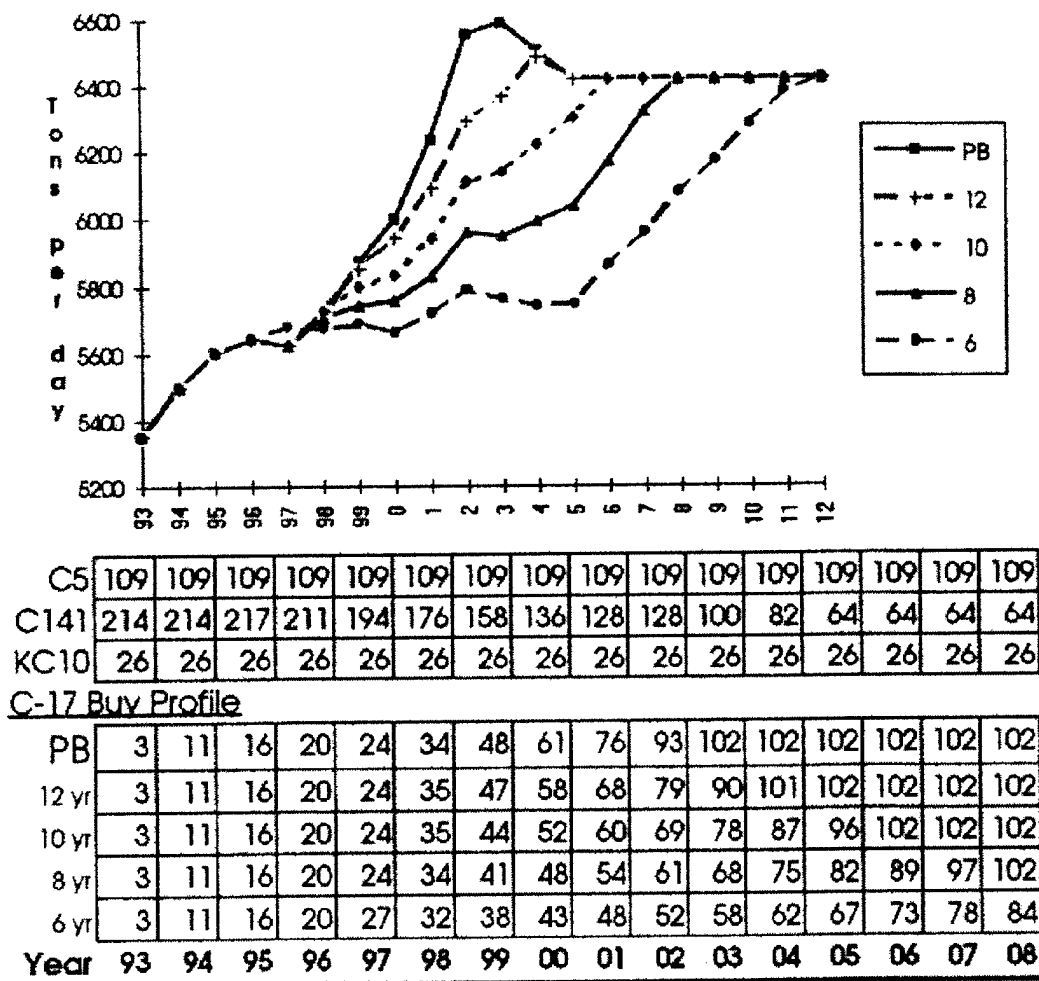 6600
6400
6200
6000
5800
5600
5400
5200
Tons per day
93 94 95 96 97 98 99 0 1 2 3 4 5 6 7 8 9 10 11 12
PB
12
10
8
6
C5 109 109 109 109 109 109 109 109 109 109 109 109 109 109 109 109
C141 214 214 217 211 194 176 158 136 128 128 100 82 64 64 64 64
KC10 26 26 26 26 26 26 26 26 26 26 26 26 26 26 26 26
C-17 Buy Profile
PB 3 11 16 20 24 34 48 61 76 93 102 102 102 102 102 102
12 yr 3 11 16 20 24 35 47 58 68 79 90 101 102 102 102 102
10 yr 3 11 16 20 24 35 44 52 60 69 78 87 96 102 102 102
8 yr 3 11 16 20 24 34 41 48 54 61 68 75 82 89 97 102
6 yr 3 11 16 20 27 32 38 43 48 52 58 62 67 73 78 84
Year 93 94 95 96 97 98 99 00 01 02 03 04 05 06 07 08